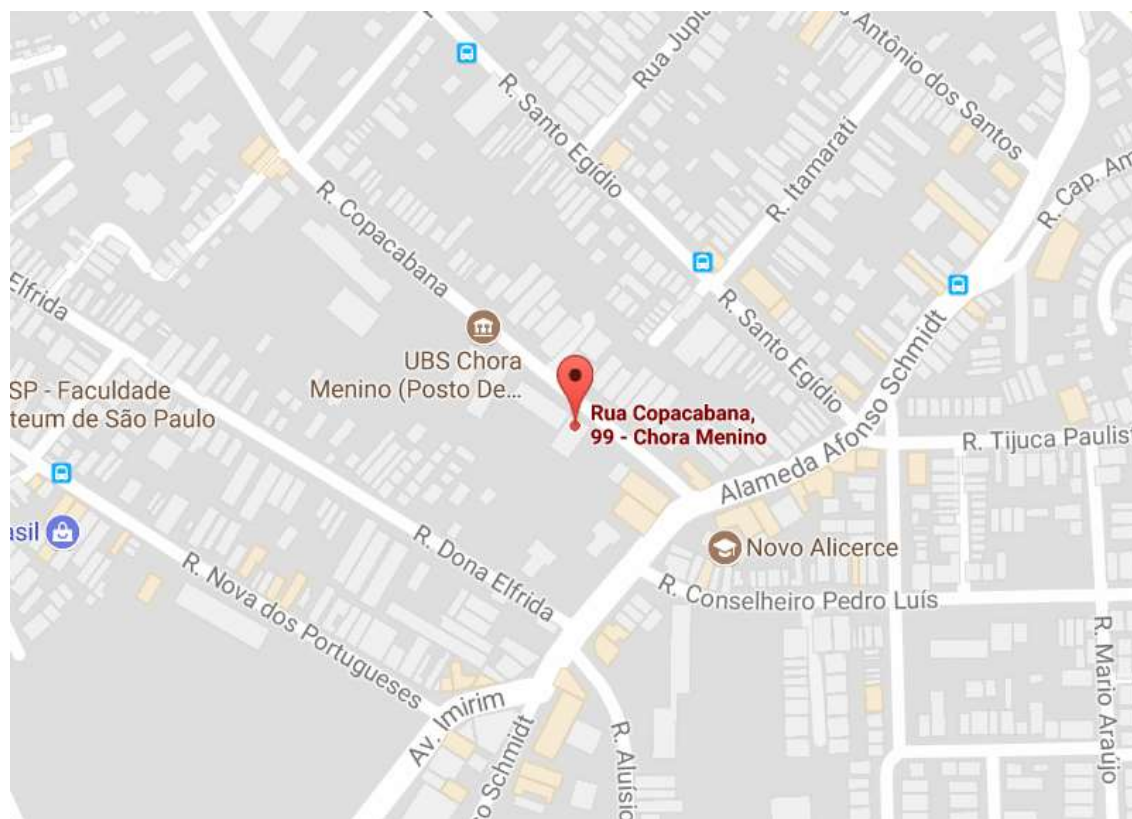 Antônio dos Santos
Rua Jupia
R. Santo Egídio
R. Itamarati
R. Cap. Am
R. Copacabana
Elfrida
UBS Chora
Menino (Posto De...
R. Santo Egídio
SP - Faculdade
teum de São Paulo
Rua Copacabana,
99 - Chora Menino
Alameda Afonso Schmidt
R. Tijuca Paulist
asil
R. Dona Elfrida
Novo Alicerce
R. Nova dos Portugueses
R. Conselheiro Pedro Luís
R. Mario Araújo
Av. Imirim
o Schmidt
R. Aluísio